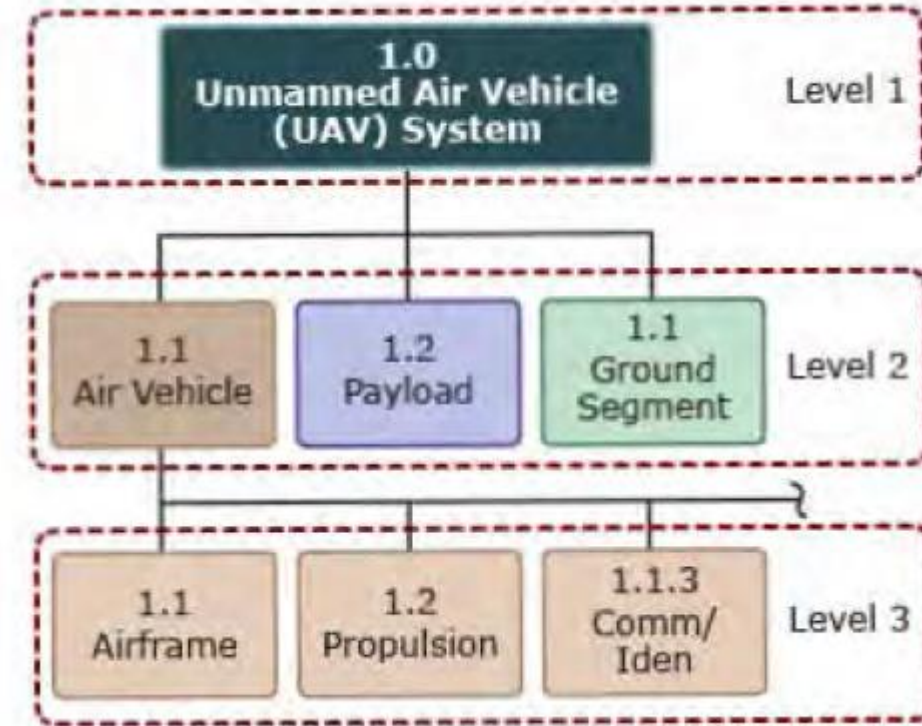 1.0
Unmanned Air Vehicle
(UAV) System
Level 1
1.1
Air Vehicle
1.2
Payload
1.1
Ground
Segment
Level 2
1.1
Airframe
1.2
Propulsion
1.1.3
Comm/
Iden
Level 3